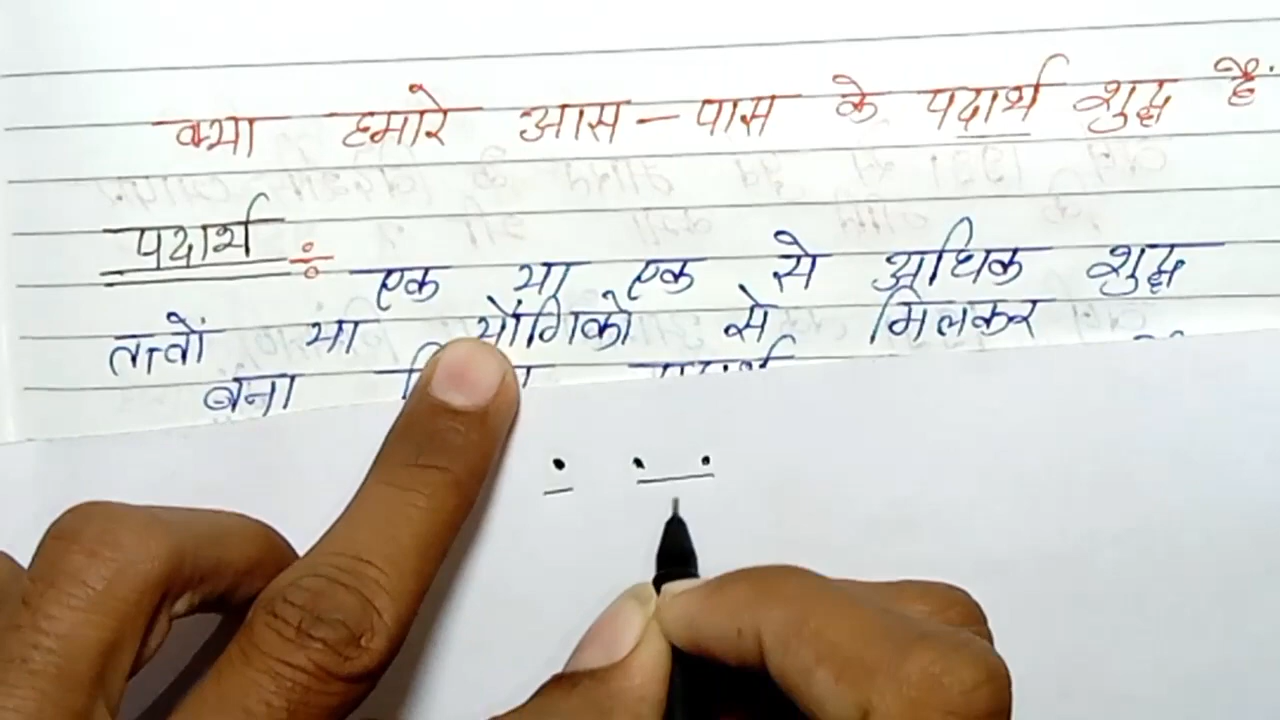 क्या हमारे आस-पास के पदार्थ शुद्ध हैं.
पदार्थ ÷ एक या एक से अधिक शुद्ध
तत्वों या यौगिकों से मिलकर
बना